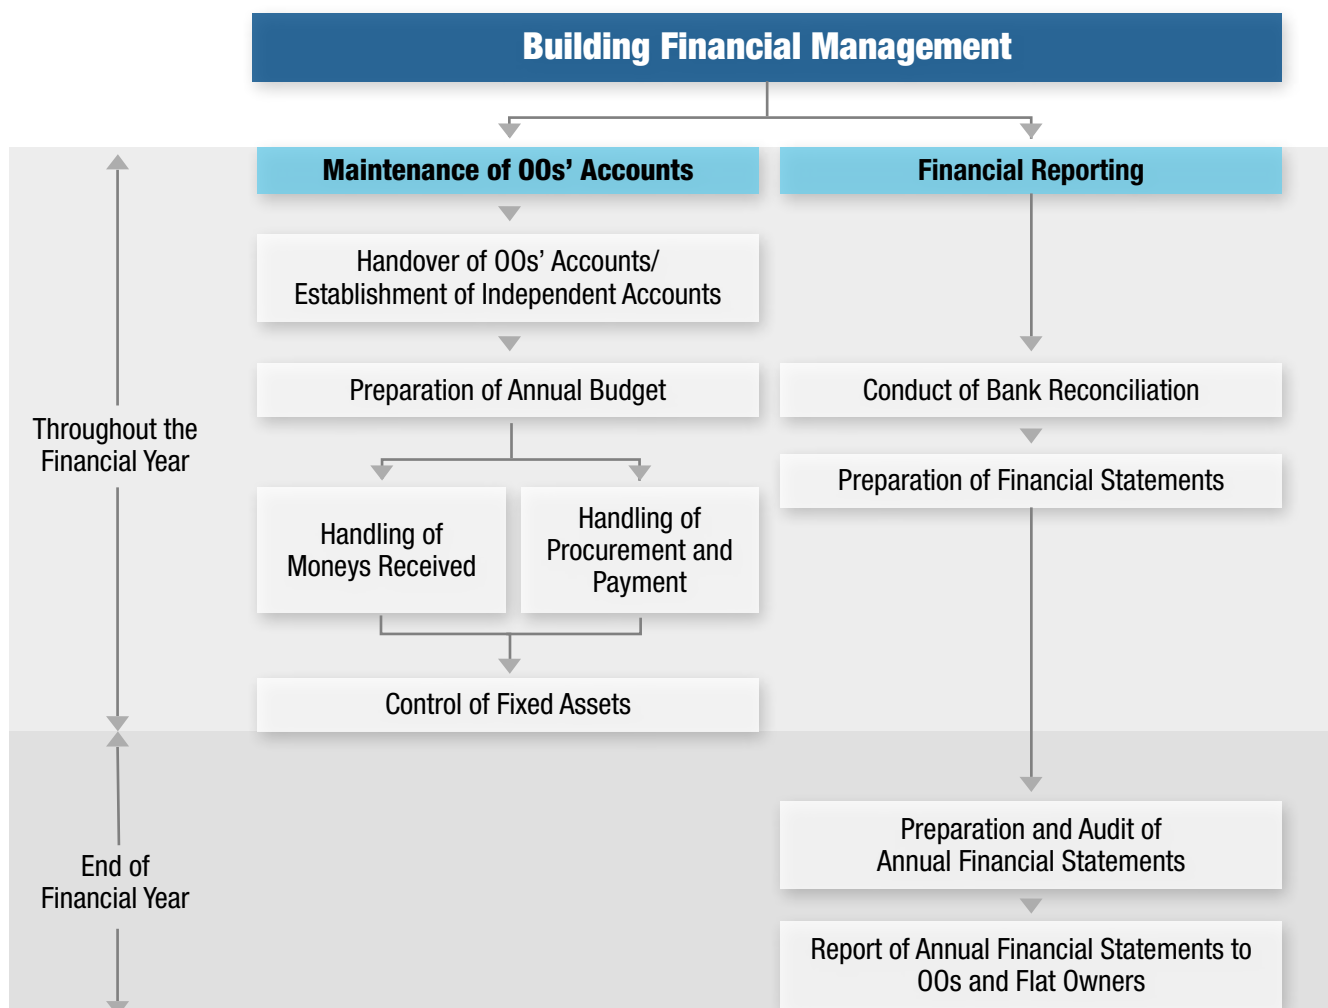 Building Financial Management
Maintenance of OOs’ Accounts
Financial Reporting
Handover of OOs’ Accounts/
Establishment of Independent Accounts
Preparation of Annual Budget
Conduct of Bank Reconciliation
Throughout the
Financial Year
Preparation of Financial Statements
Handling of
Moneys Received
Handling of
Procurement and
Payment
Control of Fixed Assets
End of
Financial Year
Preparation and Audit of
Annual Financial Statements
Report of Annual Financial Statements to
OOs and Flat Owners